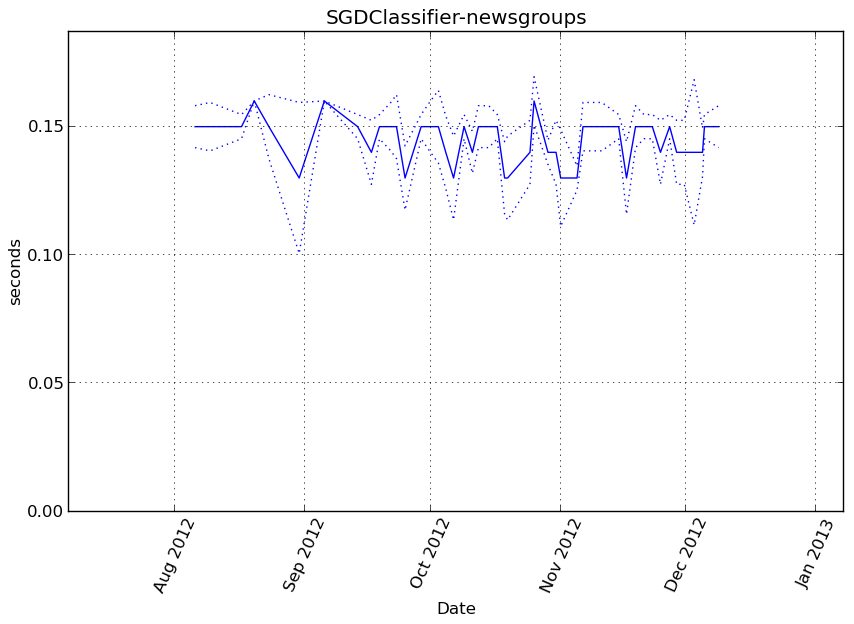 SGDClassifier-newsgroups
0.15
0.10
0.05
0.00
seconds
Aug 2012
Sep 2012
Oct 2012
Nov 2012
Dec 2012
Jan 2013
Date